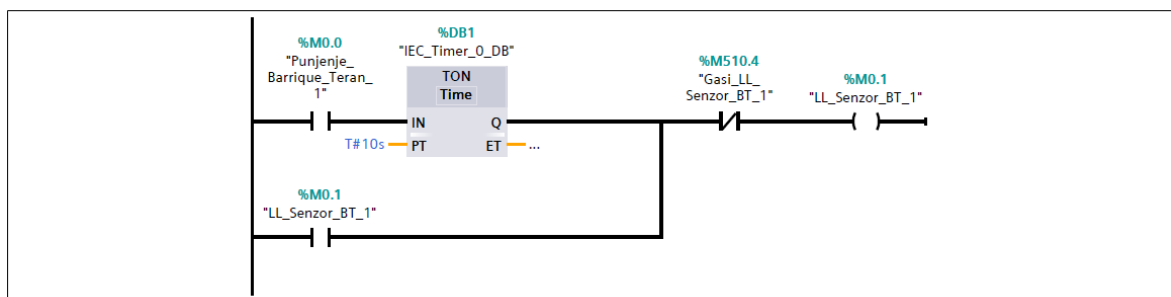 %M0.0
"Punjenje_
Barrique_Teran_
1"
%DB1
"IEC_Timer_0_DB"
TON
Time
IN
Q
T#10s
PT
ET
...
%M510.4
"Gasi_LL_
Senzor_BT_1"
%M0.1
"LL_Senzor_BT_1"
%M0.1
"LL_Senzor_BT_1"